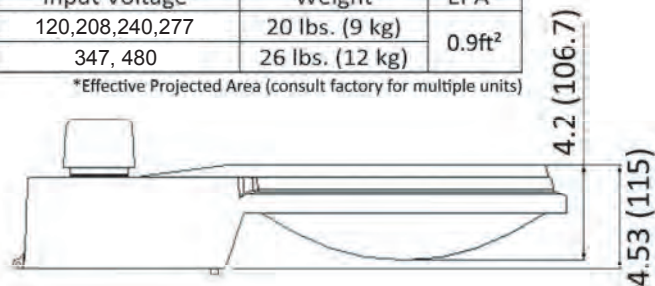 Input Voltage Weight EPA
120,208,240,277 20 lbs. (9 kg) 0.9ft²
347, 480 26 lbs. (12 kg)
*Effective Projected Area (consult factory for multiple units)
4.2 (106.7)
4.53 (115)